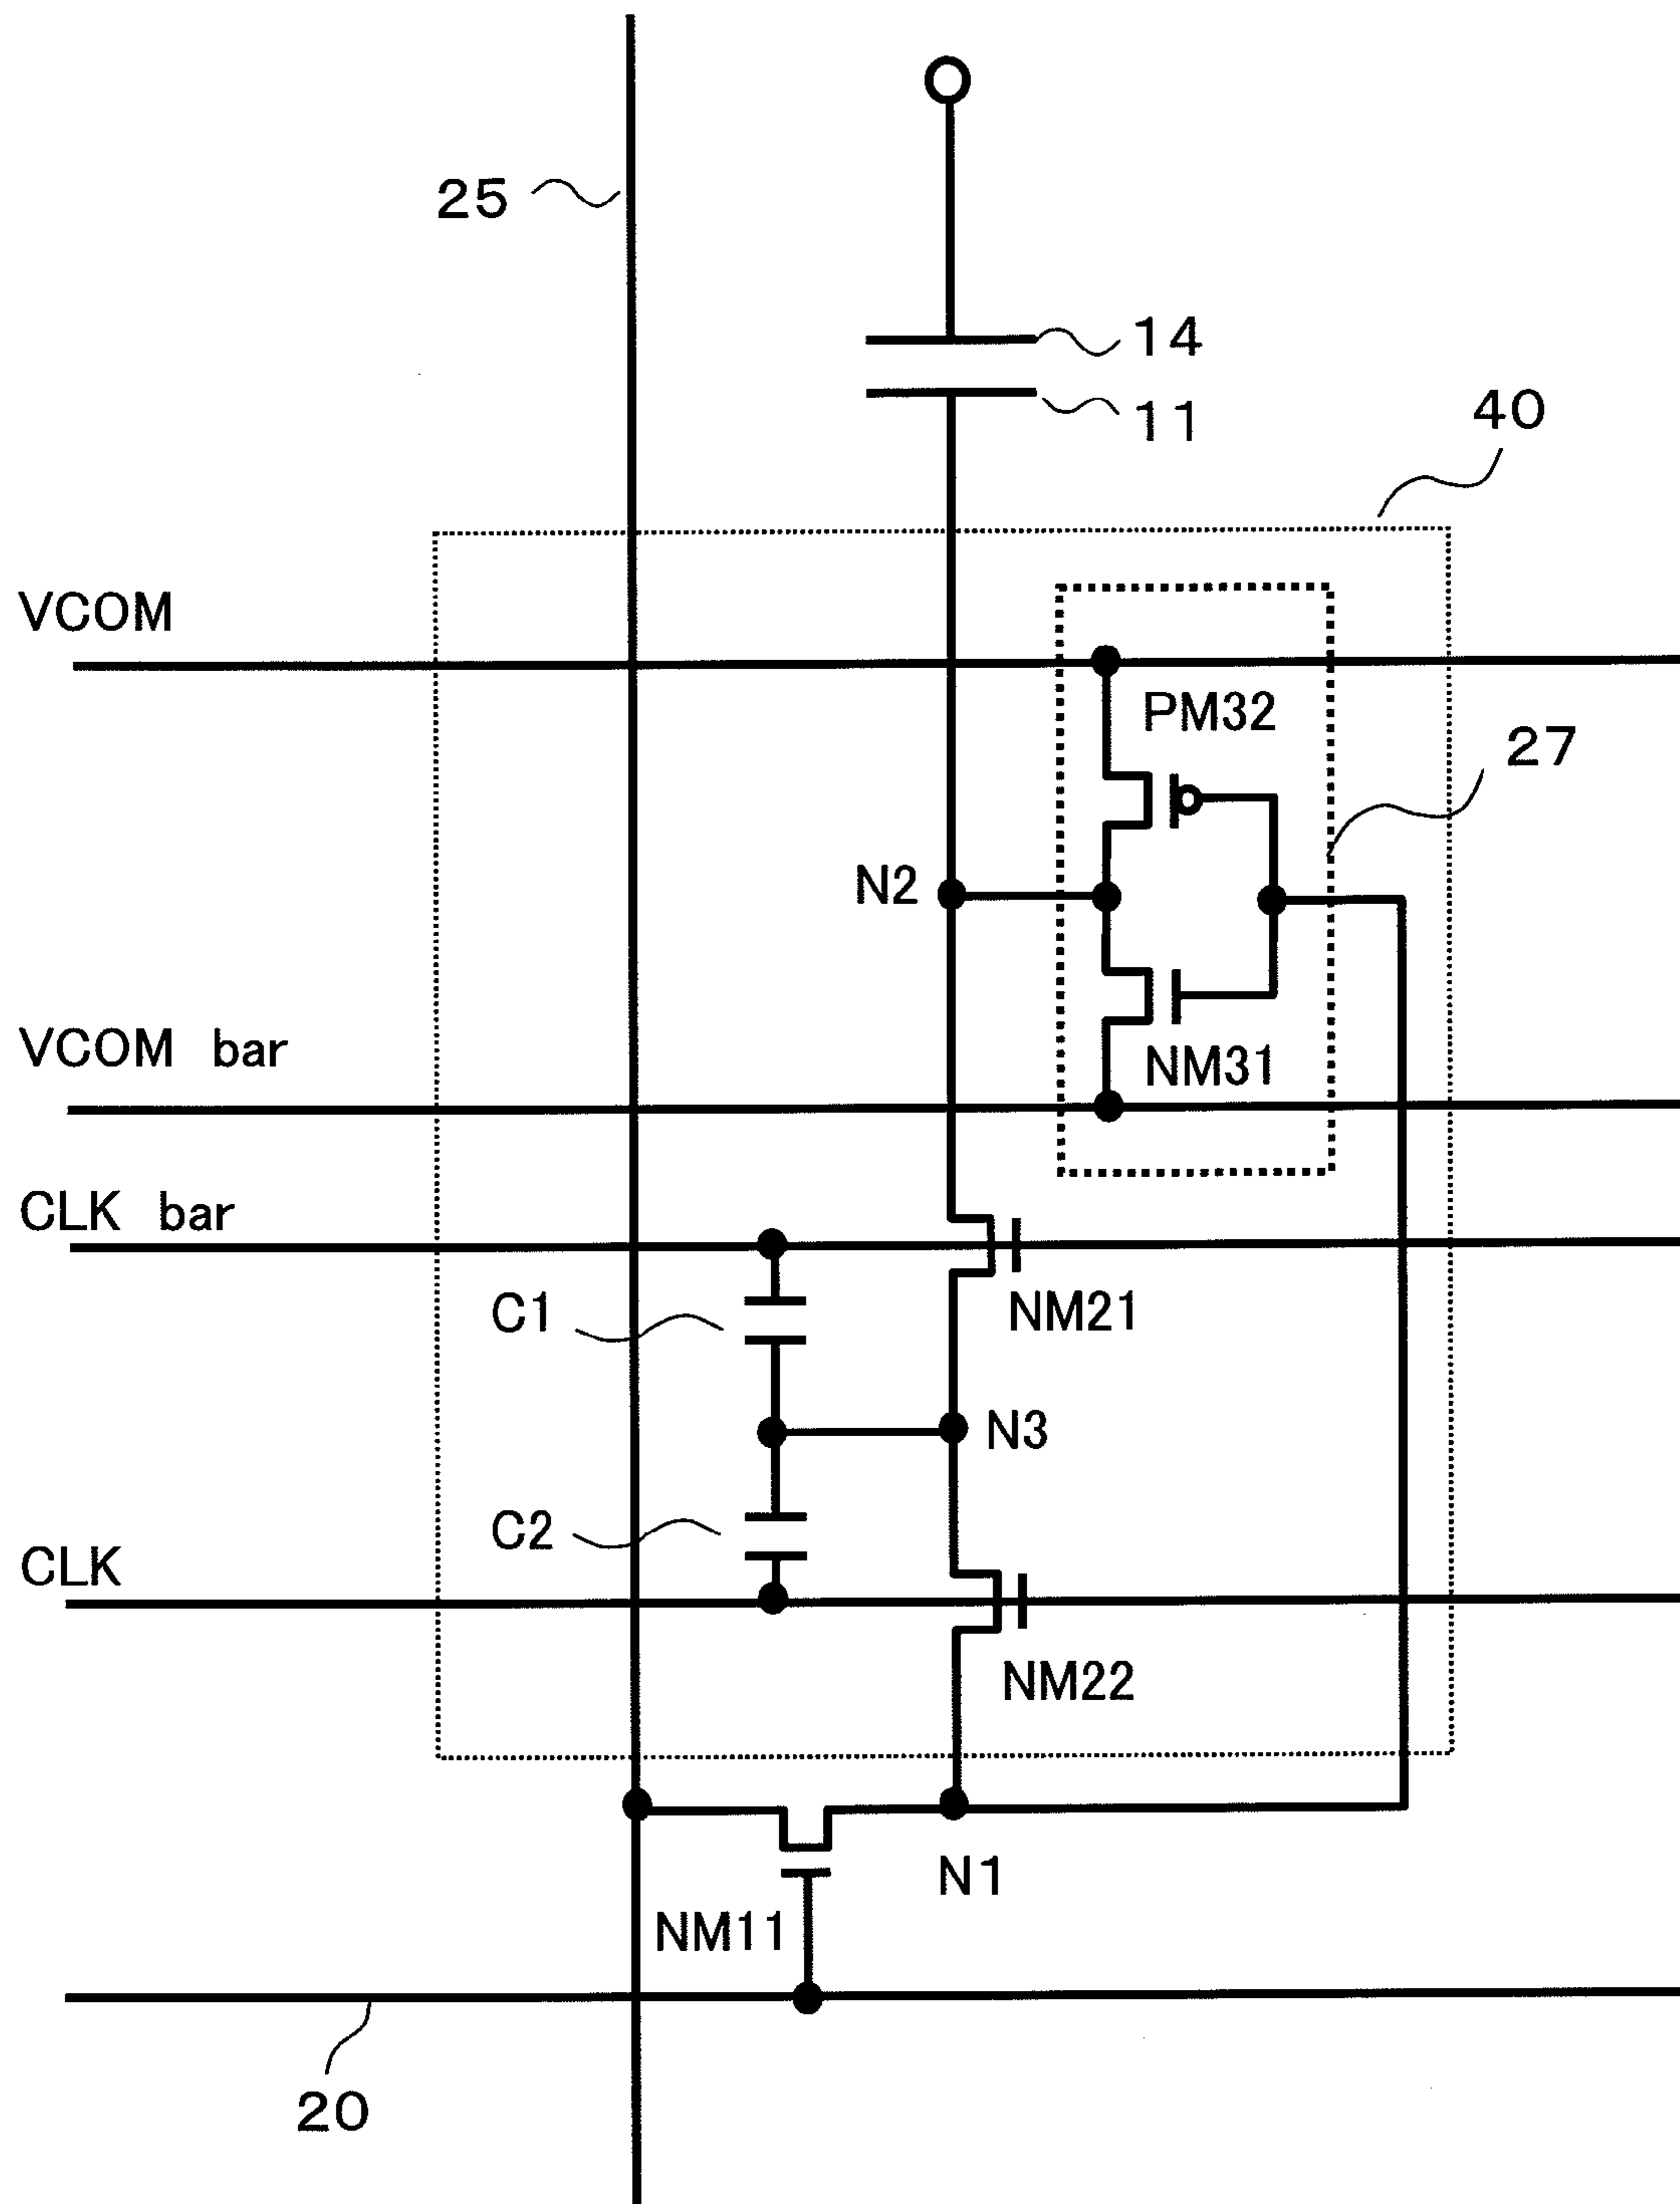 25
14
11
40
VCOM
PM32
27
N2
VCOM bar
NM31
CLK bar
C1
NM21
N3
C2
CLK
NM22
N1
NM11
20